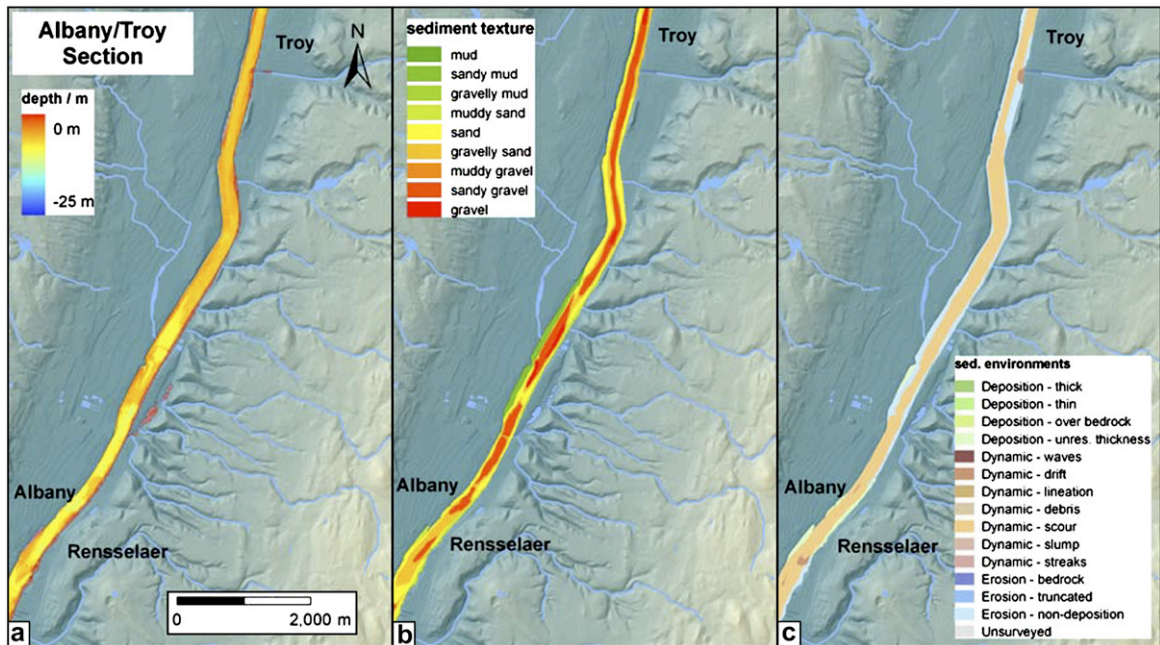 Albany/Troy
Section
depth / m
0 m
-25 m
N
Troy
Albany
Rensselaer
0
2,000 m
a
sediment texture
mud
sandy mud
gravelly mud
muddy sand
sand
gravelly sand
muddy gravel
sandy gravel
gravel
Troy
Albany
Rensselaer
b
Troy
Albany
Rensselaer
sed. environments
Deposition - thick
Deposition - thin
Deposition - over bedrock
Deposition - unres. thickness
Dynamic - waves
Dynamic - drift
Dynamic - lineation
Dynamic - debris
Dynamic - scour
Dynamic - slump
Dynamic - streaks
Erosion - bedrock
Erosion - truncated
Erosion - non-deposition
Unsurveyed
c